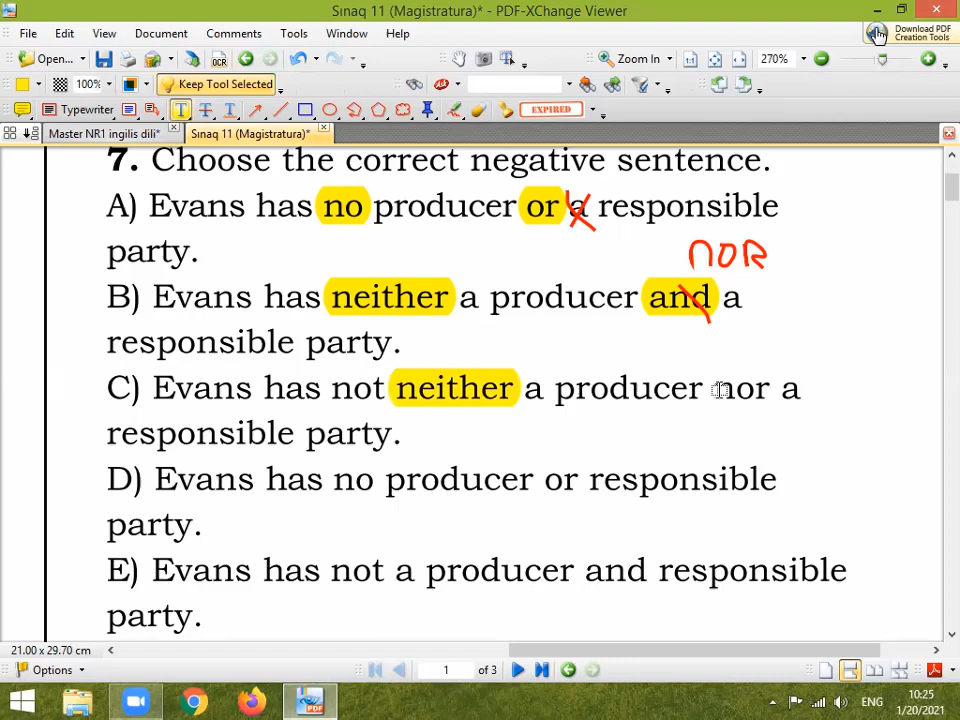 Sınaq 11 (Magistratura)* - PDF-XChange Viewer
File Edit View Document Comments Tools Window Help
Download PDF
Creation Tools
Open... OCR Zoom In 270%
100% Keep Tool Selected
Typewriter EXPIRED
Master NR1 ingilis dili* Sınaq 11 (Magistratura)*
7. Choose the correct negative sentence.
A) Evans has no producer or a responsible
party.
nor
B) Evans has neither a producer and a
responsible party.
C) Evans has not neither a producer nor a
responsible party.
D) Evans has no producer or responsible
party.
E) Evans has not a producer and responsible
party.
21.00 x 29.70 cm
Options 1 of 3
ENG 10:25
1/20/2021